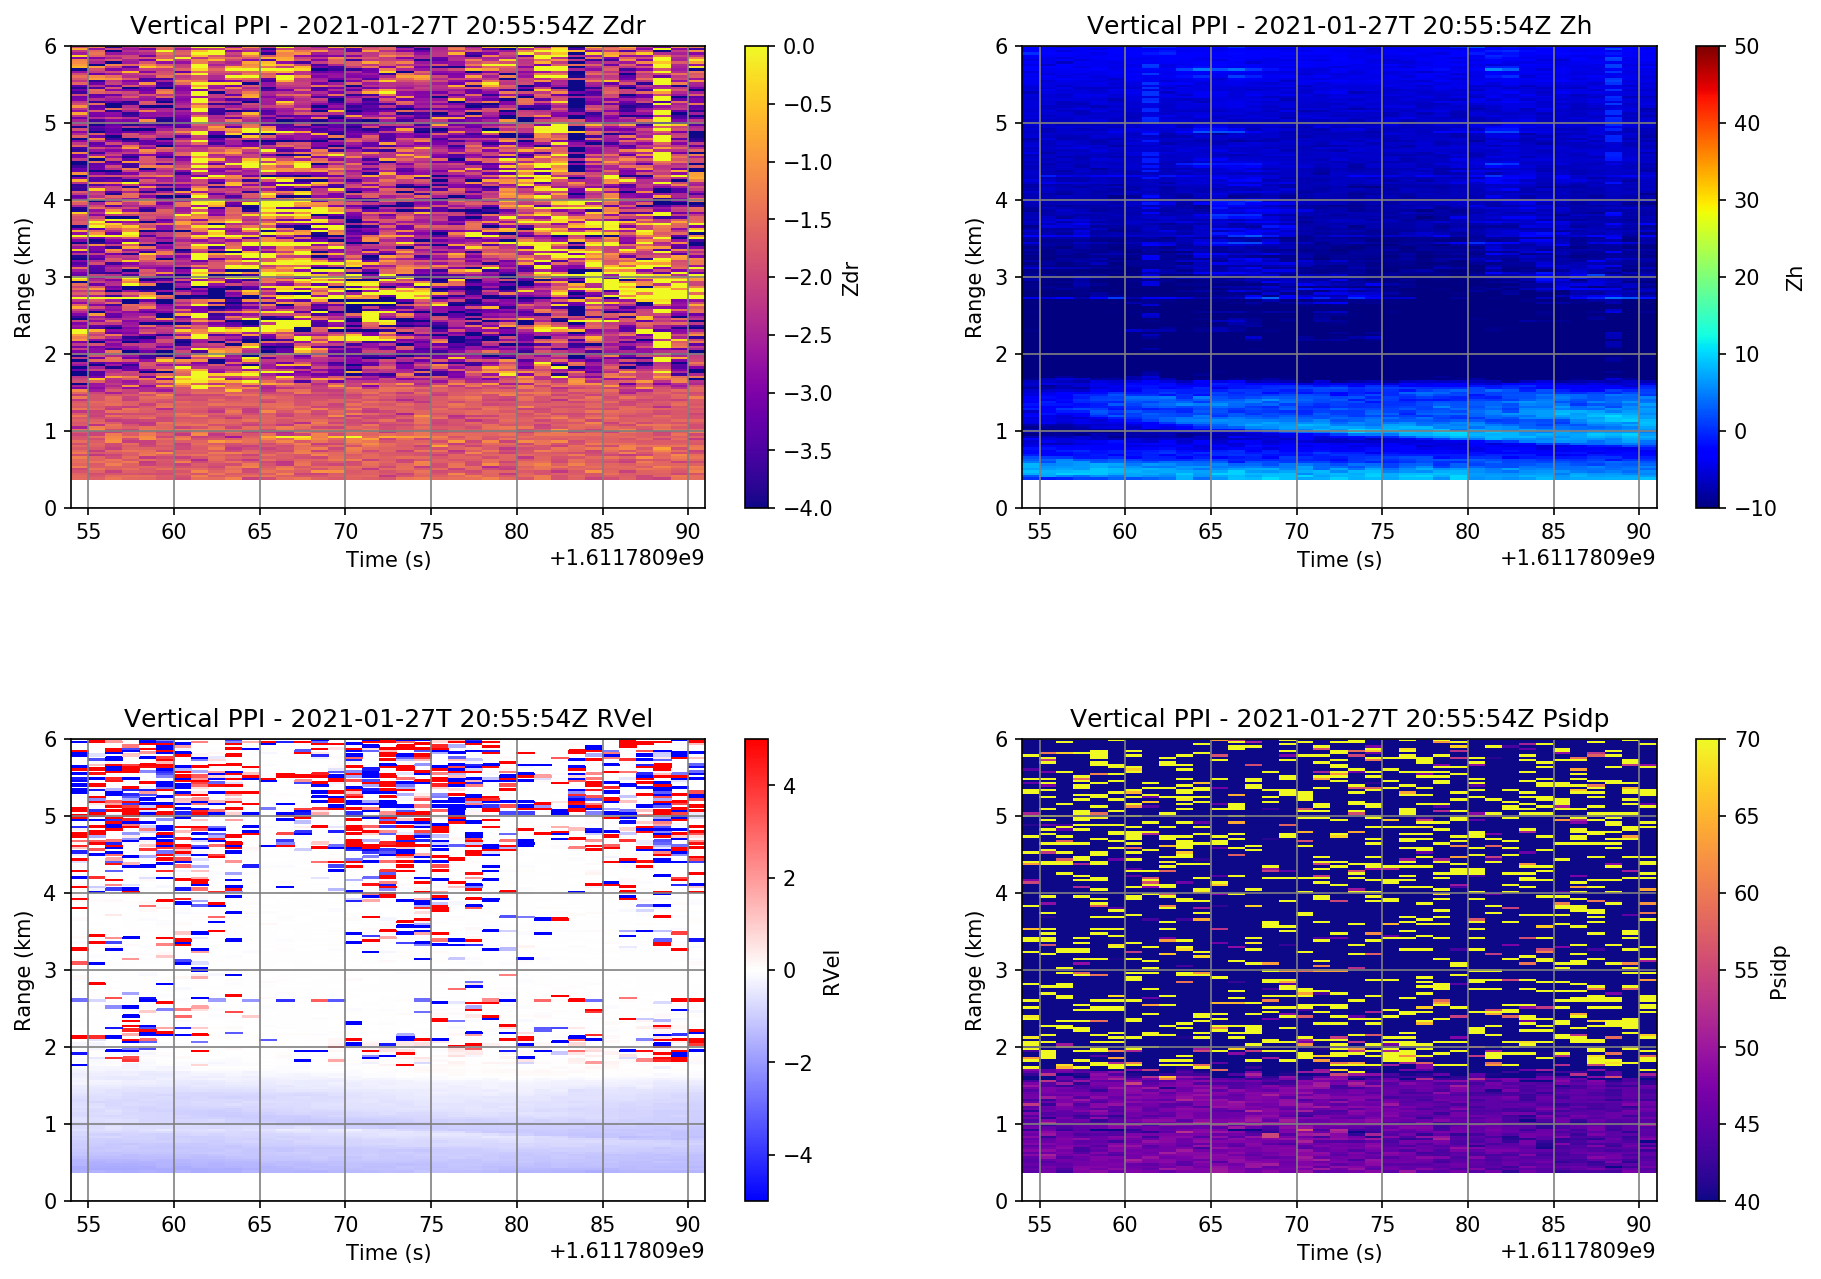 Vertical PPI - 2021-01-27T 20:55:54Z Zdr
6
5
4
3
2
1
0
Range (km)
55 60 65 70 75 80 85 90
Time (s)
+1.6117809e9
0.0
−0.5
−1.0
−1.5
−2.0
−2.5
−3.0
−3.5
−4.0
Zdr
Vertical PPI - 2021-01-27T 20:55:54Z Zh
6
5
4
3
2
1
0
Range (km)
55 60 65 70 75 80 85 90
Time (s)
+1.6117809e9
50
40
30
20
10
0
−10
Zh
Vertical PPI - 2021-01-27T 20:55:54Z RVel
6
5
4
3
2
1
0
Range (km)
55 60 65 70 75 80 85 90
Time (s)
+1.6117809e9
4
2
0
−2
−4
RVel
Vertical PPI - 2021-01-27T 20:55:54Z Psidp
6
5
4
3
2
1
0
Range (km)
55 60 65 70 75 80 85 90
Time (s)
+1.6117809e9
70
65
60
55
50
45
40
Psidp